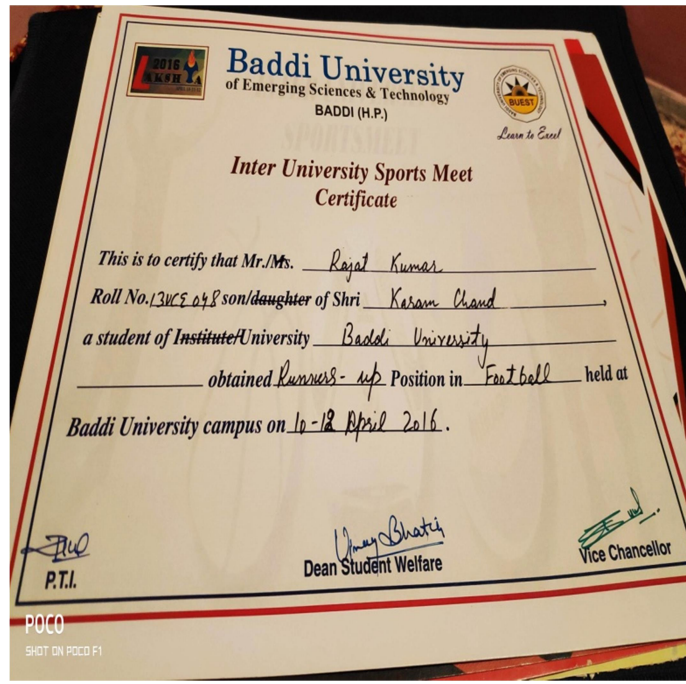 2016
LAKSHYA
Baddi University
of Emerging Sciences & Technology
BADDI (H.P.)
BUEST
Learn to Excel
SPORTSMEET
Inter University Sports Meet
Certificate
This is to certify that Mr./Ms. Rajat Kumar
Roll No. 13UCE048 son/daughter of Shri Karam Chand,
a student of Institute/University Baddi University
obtained Runners-up Position in Football held at
Baddi University campus on 10-12 April 2016.
P.T.I.
Dean Student Welfare
Vice Chancellor
POCO
SHOT ON POCO F1